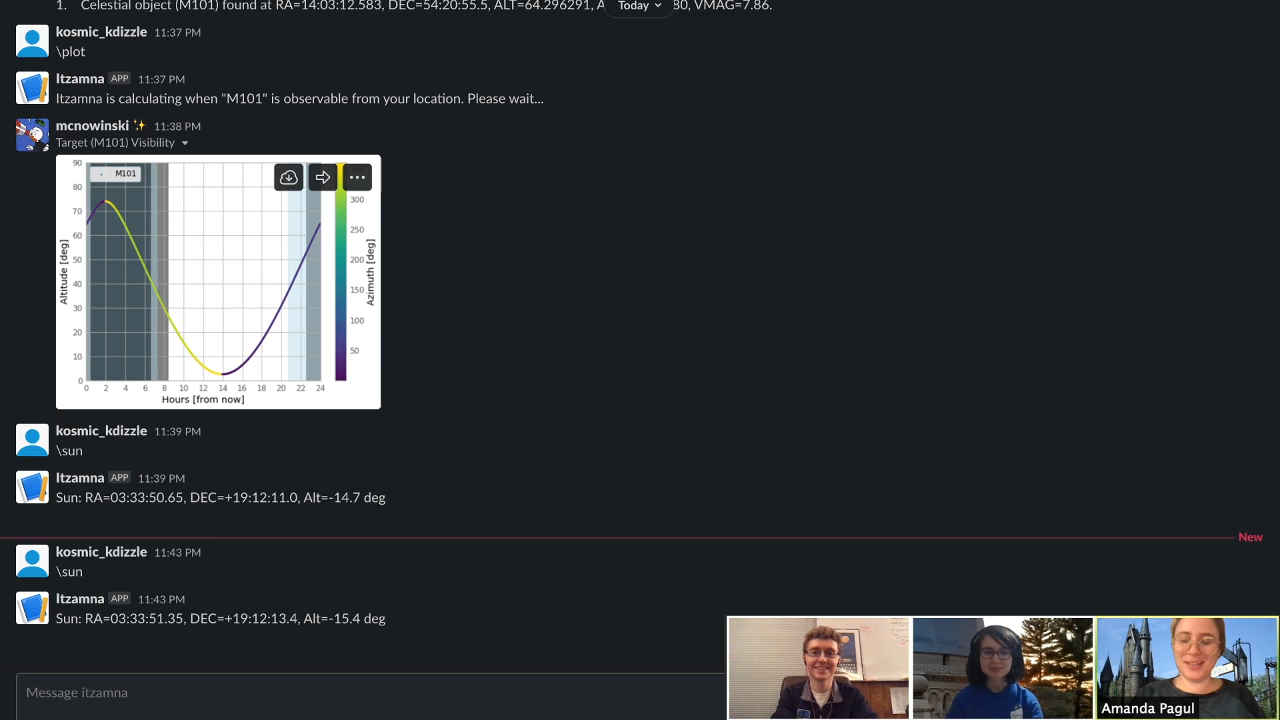 1. Celestial object (M101) found at RA=14:03:12.583, DEC=54:20:55.5, ALT=64.296291, A 80, VMAG=7.86.
Today
kosmic_kdizzle 11:37 PM
\plot
Itzamna APP 11:37 PM
Itzamna is calculating when "M101" is observable from your location. Please wait...
mcnowinski ✨ 11:38 PM
Target (M101) Visibility
M101
90
80
70
60
50
40
30
20
10
0
Altitude [deg]
0 2 4 6 8 10 12 14 16 18 20 22 24
Hours [from now]
300
250
200
150
100
50
Azimuth [deg]
kosmic_kdizzle 11:39 PM
\sun
Itzamna APP 11:39 PM
Sun: RA=03:33:50.65, DEC=+19:12:11.0, Alt=-14.7 deg
New
kosmic_kdizzle 11:43 PM
\sun
Itzamna APP 11:43 PM
Sun: RA=03:33:51.35, DEC=+19:12:13.4, Alt=-15.4 deg
Message itzamna
Amanda Pagul